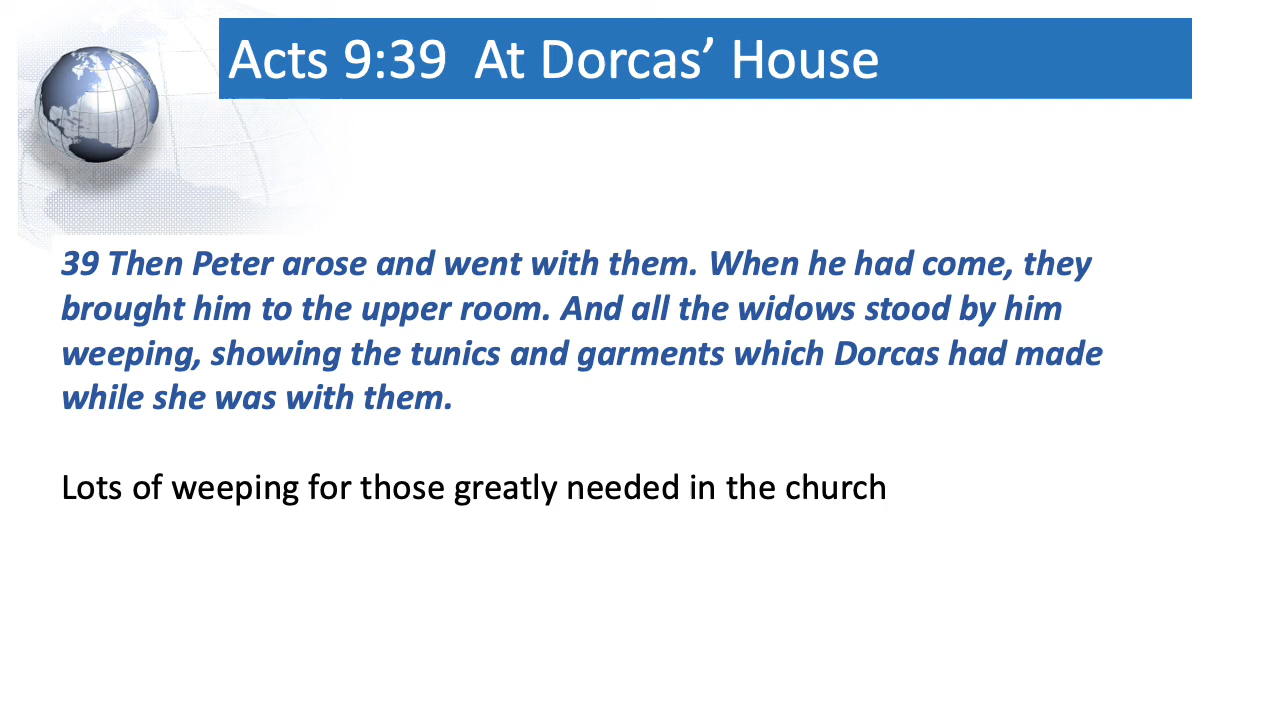 Acts 9:39  At Dorcas’ House
39 Then Peter arose and went with them. When he had come, they
brought him to the upper room. And all the widows stood by him
weeping, showing the tunics and garments which Dorcas had made
while she was with them.
Lots of weeping for those greatly needed in the church